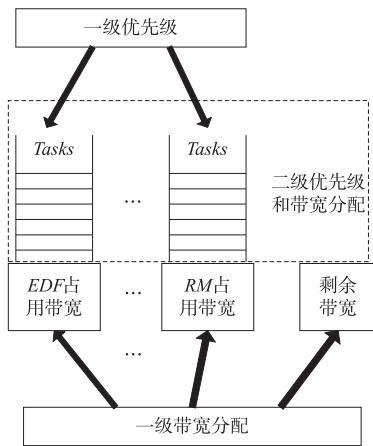 一级优先级
Tasks
Tasks
...
二级优先级
和带宽分配
EDF占
用带宽
...
RM占
用带宽
剩余
带宽
...
一级带宽分配